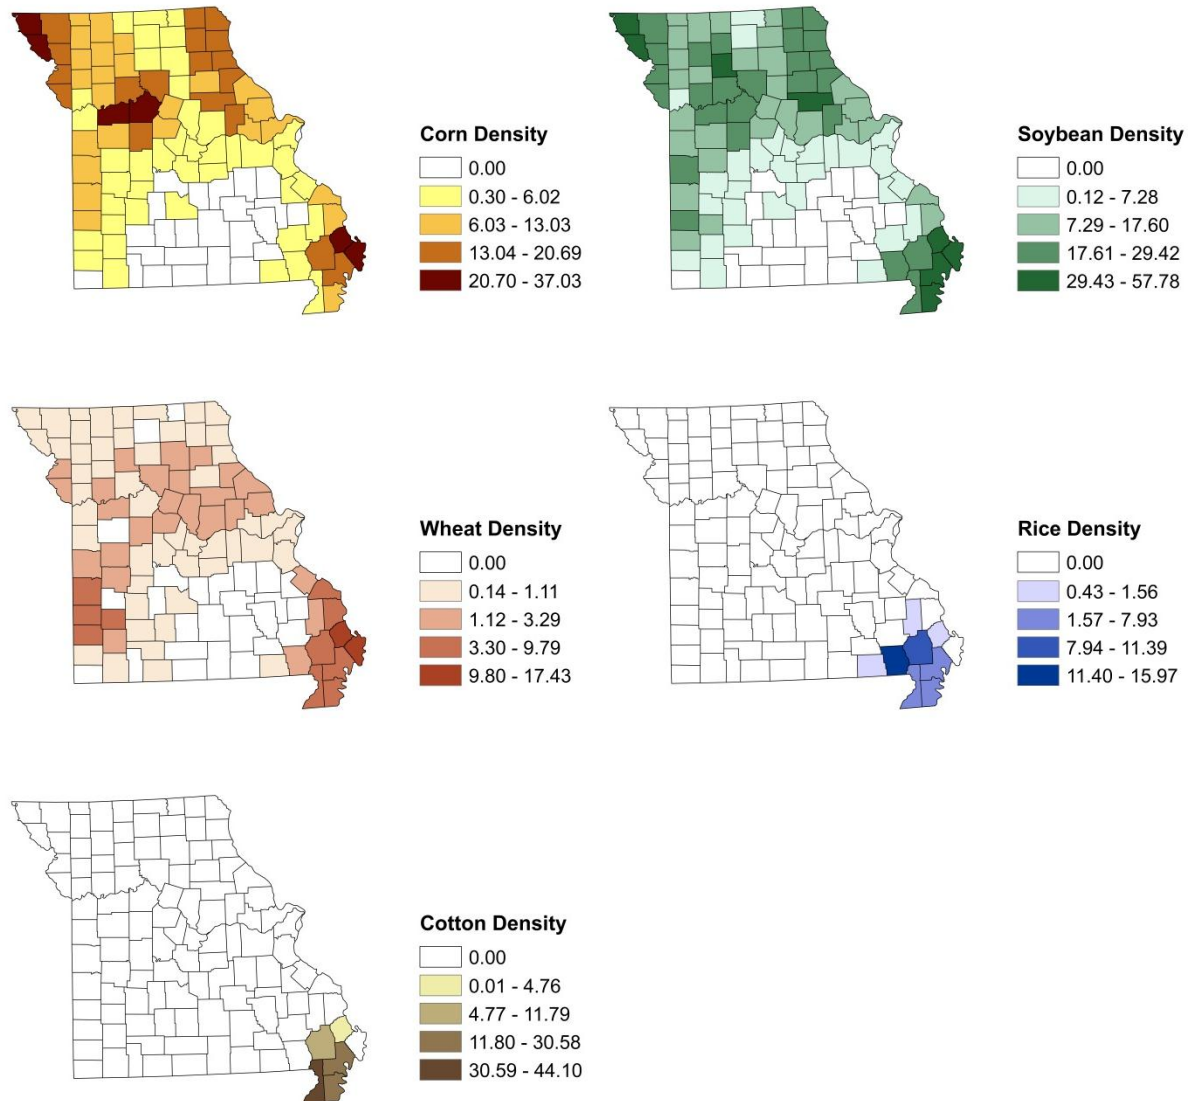 Corn Density
0.00
0.30 - 6.02
6.03 - 13.03
13.04 - 20.69
20.70 - 37.03
Soybean Density
0.00
0.12 - 7.28
7.29 - 17.60
17.61 - 29.42
29.43 - 57.78
Wheat Density
0.00
0.14 - 1.11
1.12 - 3.29
3.30 - 9.79
9.80 - 17.43
Rice Density
0.00
0.43 - 1.56
1.57 - 7.93
7.94 - 11.39
11.40 - 15.97
Cotton Density
0.00
0.01 - 4.76
4.77 - 11.79
11.80 - 30.58
30.59 - 44.10